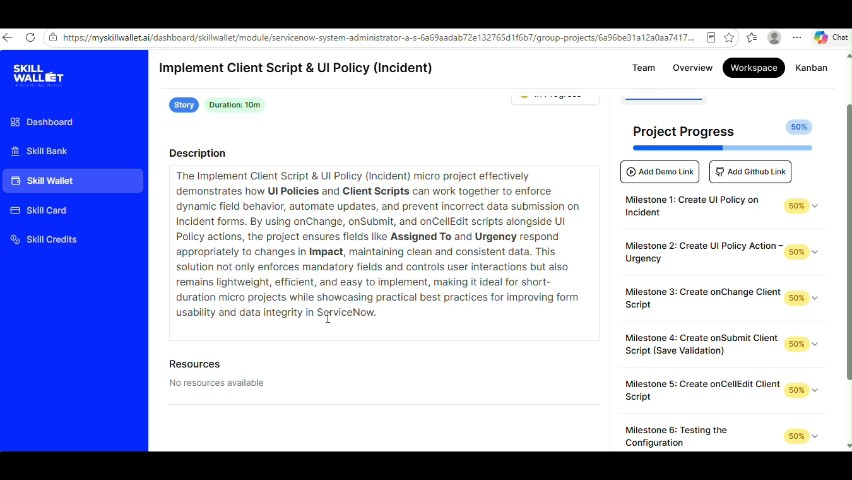 https://myskillwallet.ai/dashboard/skillwallet/module/servicenow-system-administrator-a-s-6a69aadab72e132765d1f6b7/group-projects/6a96be31a12a0aa7417...
Chat
SKILL
WALLET
Implement Client Script & UI Policy (Incident)
Team
Overview
Workspace
Kanban
Dashboard
Skill Bank
Skill Wallet
Skill Card
Skill Credits
Story
Duration: 10m
In Progress
Description
The Implement Client Script & UI Policy (Incident) micro project effectively
demonstrates how UI Policies and Client Scripts can work together to enforce
dynamic field behavior, automate updates, and prevent incorrect data submission on
Incident forms. By using onChange, onSubmit, and onCellEdit scripts alongside UI
Policy actions, the project ensures fields like Assigned To and Urgency respond
appropriately to changes in Impact, maintaining clean and consistent data. This
solution not only enforces mandatory fields and controls user interactions but also
remains lightweight, efficient, and easy to implement, making it ideal for short-
duration micro projects while showcasing practical best practices for improving form
usability and data integrity in ServiceNow.
Resources
No resources available
Project Progress
50%
Add Demo Link
Add Github Link
Milestone 1: Create UI Policy on
Incident
50%
Milestone 2: Create UI Policy Action –
Urgency
50%
Milestone 3: Create onChange Client
Script
50%
Milestone 4: Create onSubmit Client
Script (Save Validation)
50%
Milestone 5: Create onCellEdit Client
Script
50%
Milestone 6: Testing the
Configuration
50%